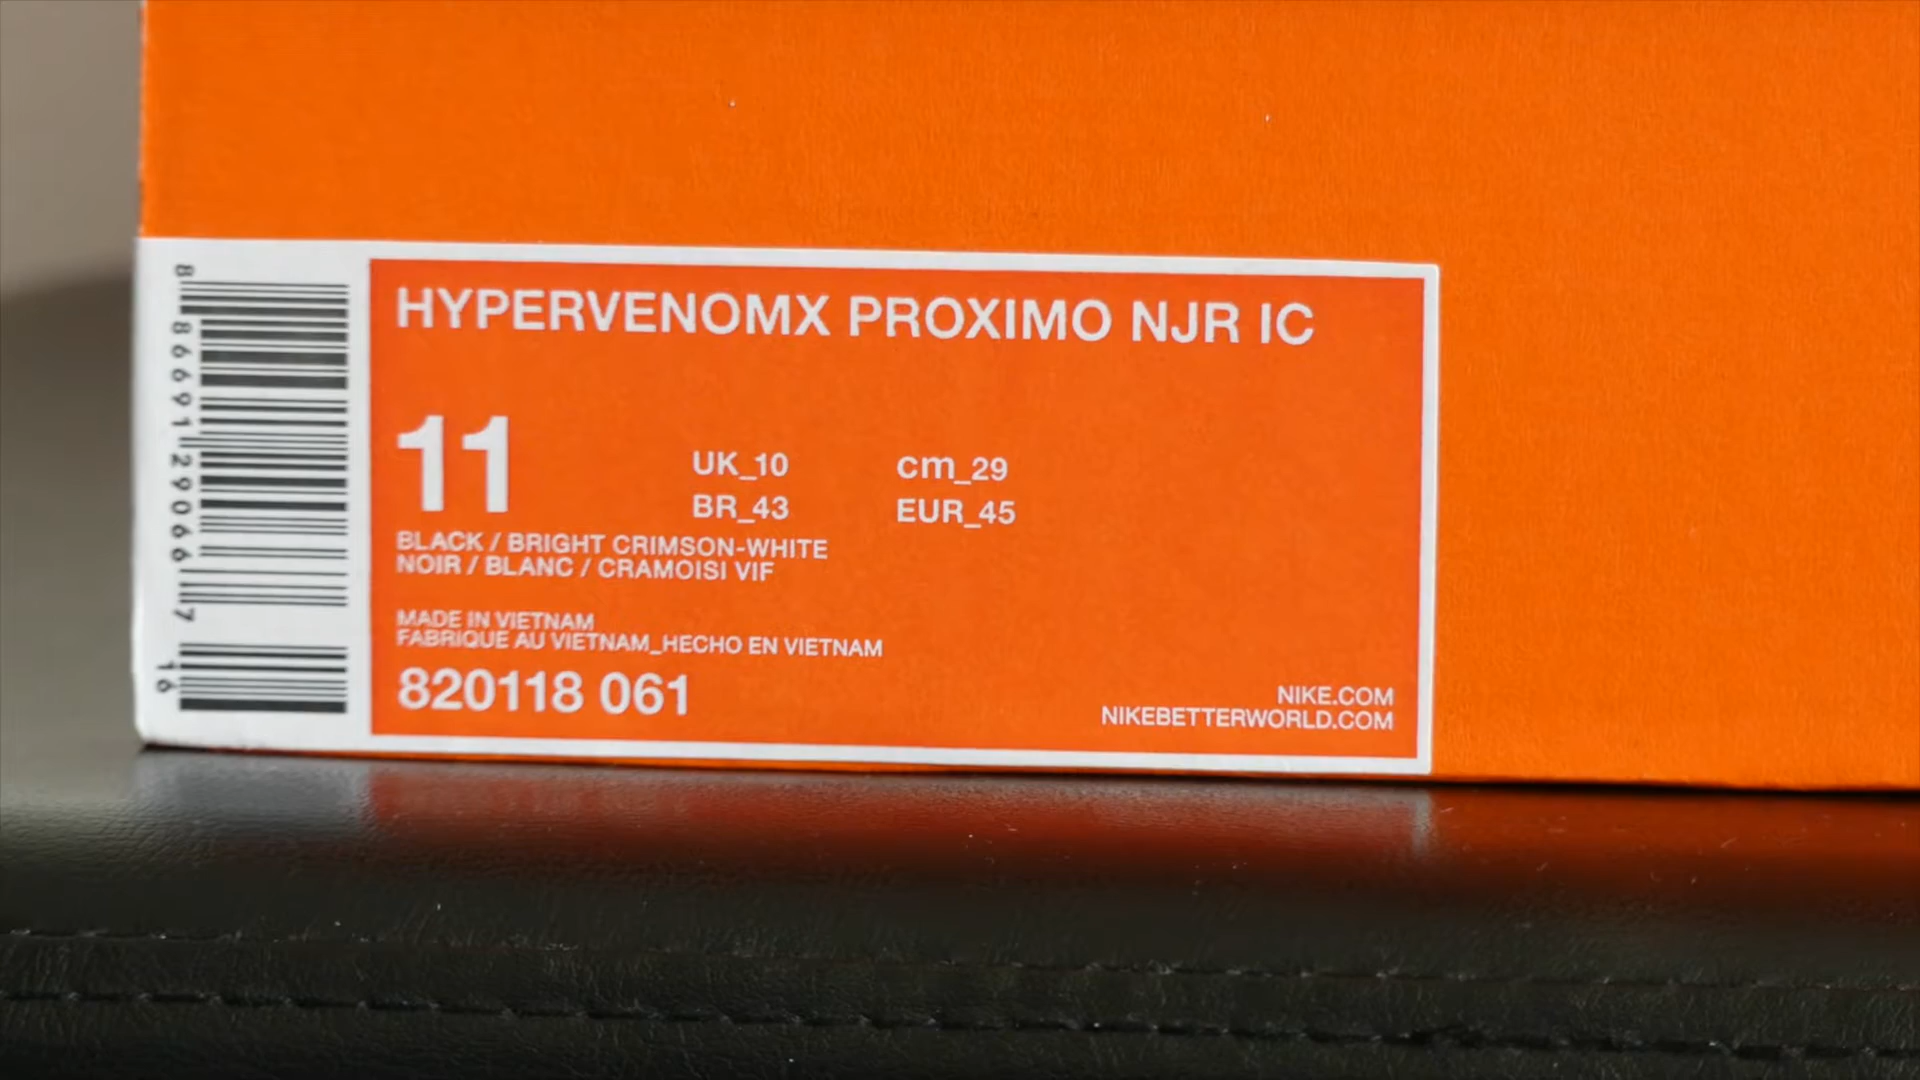 HYPERVENOMX PROXIMO NJR IC
11
UK_10 cm_29
BR_43 EUR_45
BLACK / BRIGHT CRIMSON-WHITE
NOIR / BLANC / CRAMOISI VIF
MADE IN VIETNAM
FABRIQUE AU VIETNAM_HECHO EN VIETNAM
820118 061
NIKE.COM
NIKEBETTERWORLD.COM
8 86691 29066 7
16